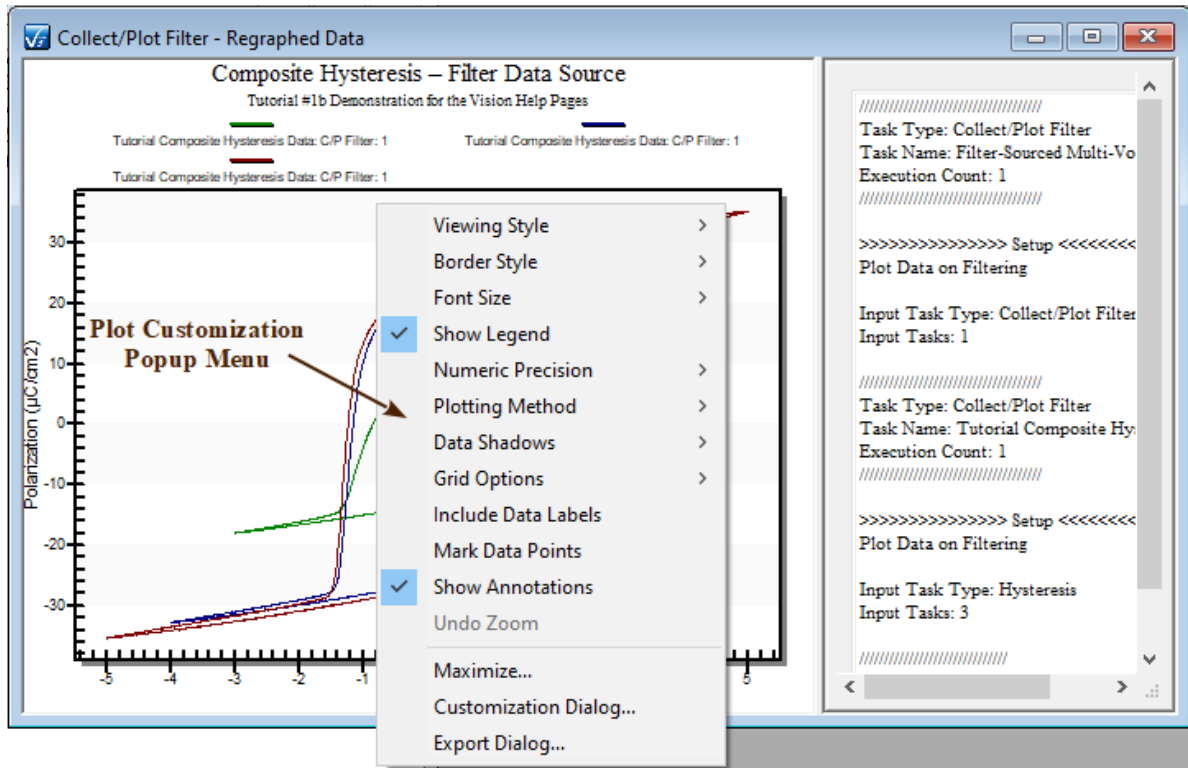 Collect/Plot Filter - Regraphed Data
Composite Hysteresis – Filter Data Source
Tutorial #1b Demonstration for the Vision Help Pages
Tutorial Composite Hysteresis Data: C/P Filter: 1
Tutorial Composite Hysteresis Data: C/P Filter: 1
Tutorial Composite Hysteresis Data: C/P Filter: 1
Polarization (µC/cm2)
30
20
10
0
-10
-20
-30
-5
-4
-3
-2
-1
5
Plot Customization
Popup Menu
Viewing Style
Border Style
Font Size
Show Legend
Numeric Precision
Plotting Method
Data Shadows
Grid Options
Include Data Labels
Mark Data Points
Show Annotations
Undo Zoom
Maximize...
Customization Dialog...
Export Dialog...
//////////////////////////////////////
Task Type: Collect/Plot Filter
Task Name: Filter-Sourced Multi-Vo
Execution Count: 1
//////////////////////////////////////
>>>>>>>>>>>>>>> Setup <<<<<<<<
Plot Data on Filtering
Input Task Type: Collect/Plot Filter
Input Tasks: 1
//////////////////////////////////////
Task Type: Collect/Plot Filter
Task Name: Tutorial Composite Hy
Execution Count: 1
//////////////////////////////////////
>>>>>>>>>>>>>>> Setup <<<<<<<<
Plot Data on Filtering
Input Task Type: Hysteresis
Input Tasks: 3
///////////////////////////////